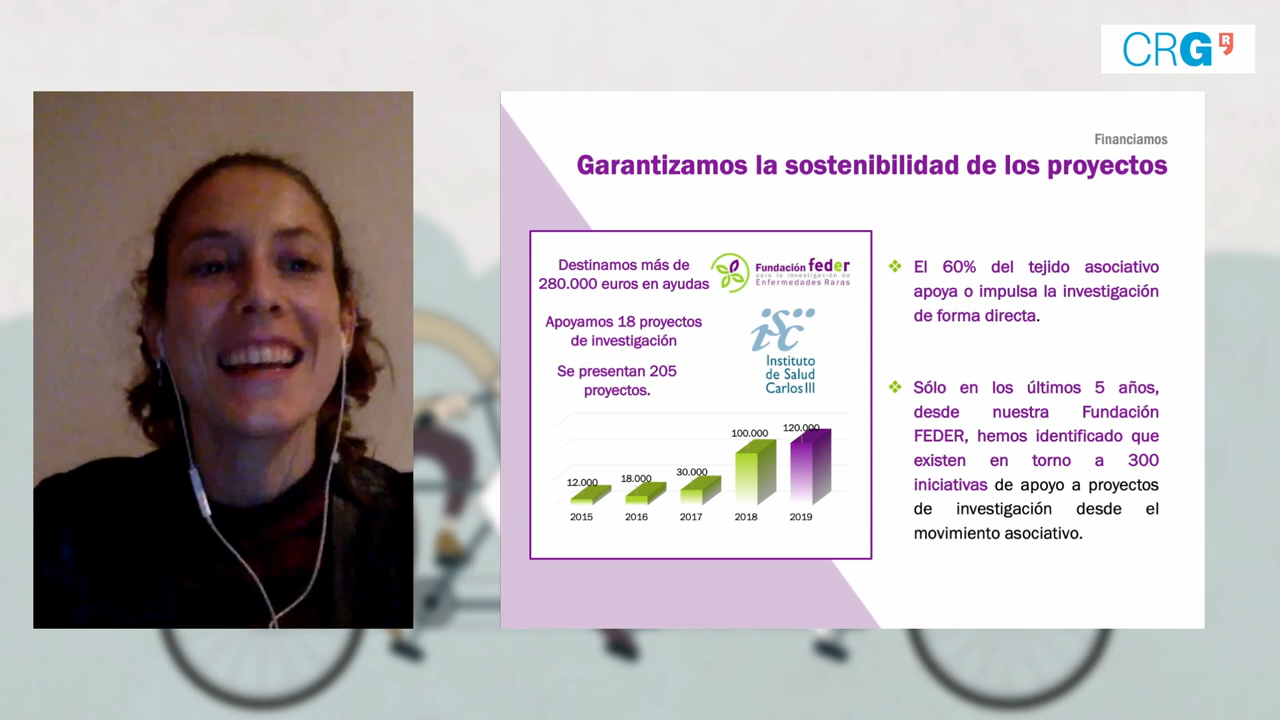 CRG
R
Financiamos
Garantizamos la sostenibilidad de los proyectos
Destinamos más de
280.000 euros en ayudas
Fundación feder
para la investigación de
Enfermedades Raras
Apoyamos 18 proyectos
de investigación
isc
Instituto
de Salud
Carlos III
Se presentan 205
proyectos.
12.000
18.000
30.000
100.000
120.000
2015
2016
2017
2018
2019
❖ El 60% del tejido asociativo
apoya o impulsa la investigación
de forma directa.
❖ Sólo en los últimos 5 años,
desde nuestra Fundación
FEDER, hemos identificado que
existen en torno a 300
iniciativas de apoyo a proyectos
de investigación desde el
movimiento asociativo.